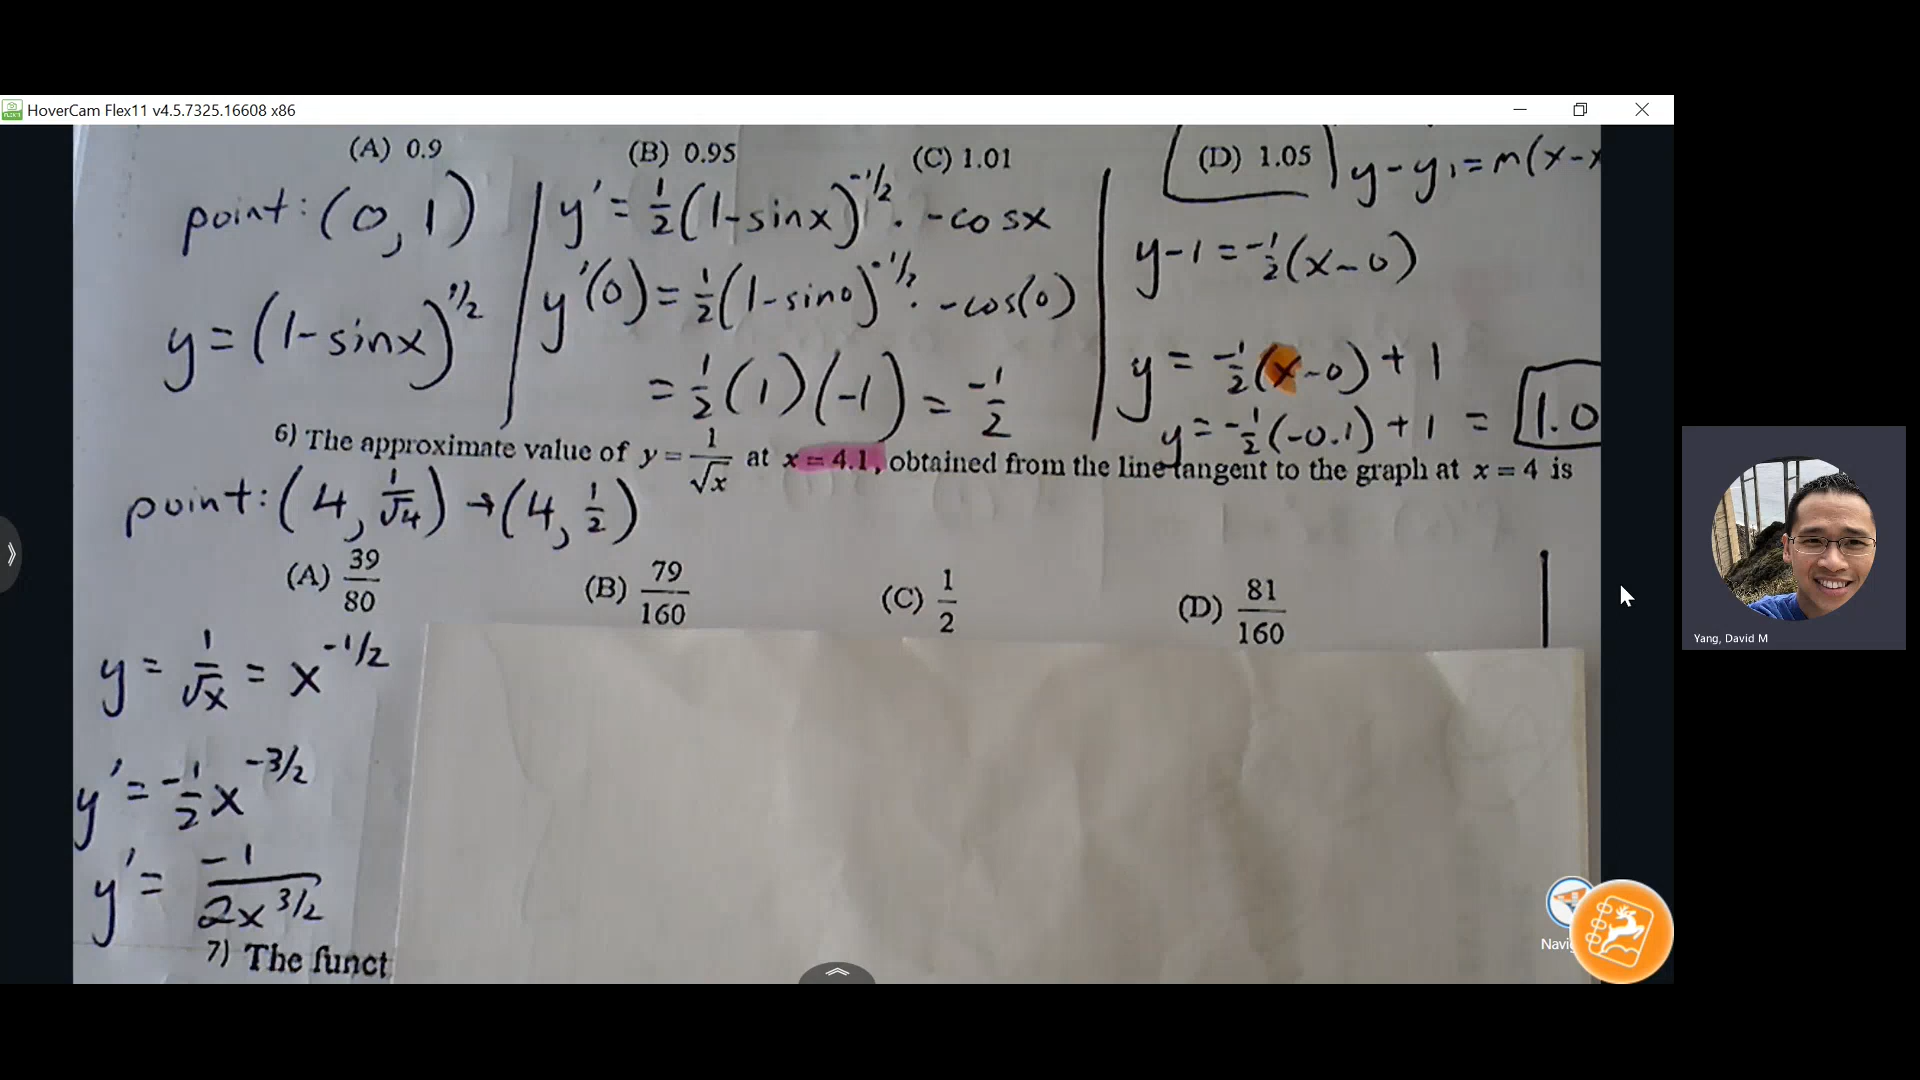 HoverCam Flex11 v4.5.7325.16608 x86
(A) 0.9 (B) 0.95 (C) 1.01 (D) 1.05
y-y₁=m(x-x
point: (0,1)
y=(1-sinx)^1/2
y'=1/2(1-sinx)^-1/2 · -cosx
y'(0)=1/2(1-sin0)^-1/2 · -cos(0)
=1/2(1)(-1)=-1/2
y-1=-1/2(x-0)
y=-1/2(x-0)+1
y=-1/2(-0.1)+1=1.0
6) The approximate value of y=1/√x at x=4.1, obtained from the line tangent to the graph at x=4 is
point: (4, 1/√4)→(4, 1/2)
(A) 39/80 (B) 79/160 (C) 1/2 (D) 81/160
y=1/√x=x^-1/2
y'=-1/2x^-3/2
y'=-1/2x^3/2
7) The funct
Yang, David M